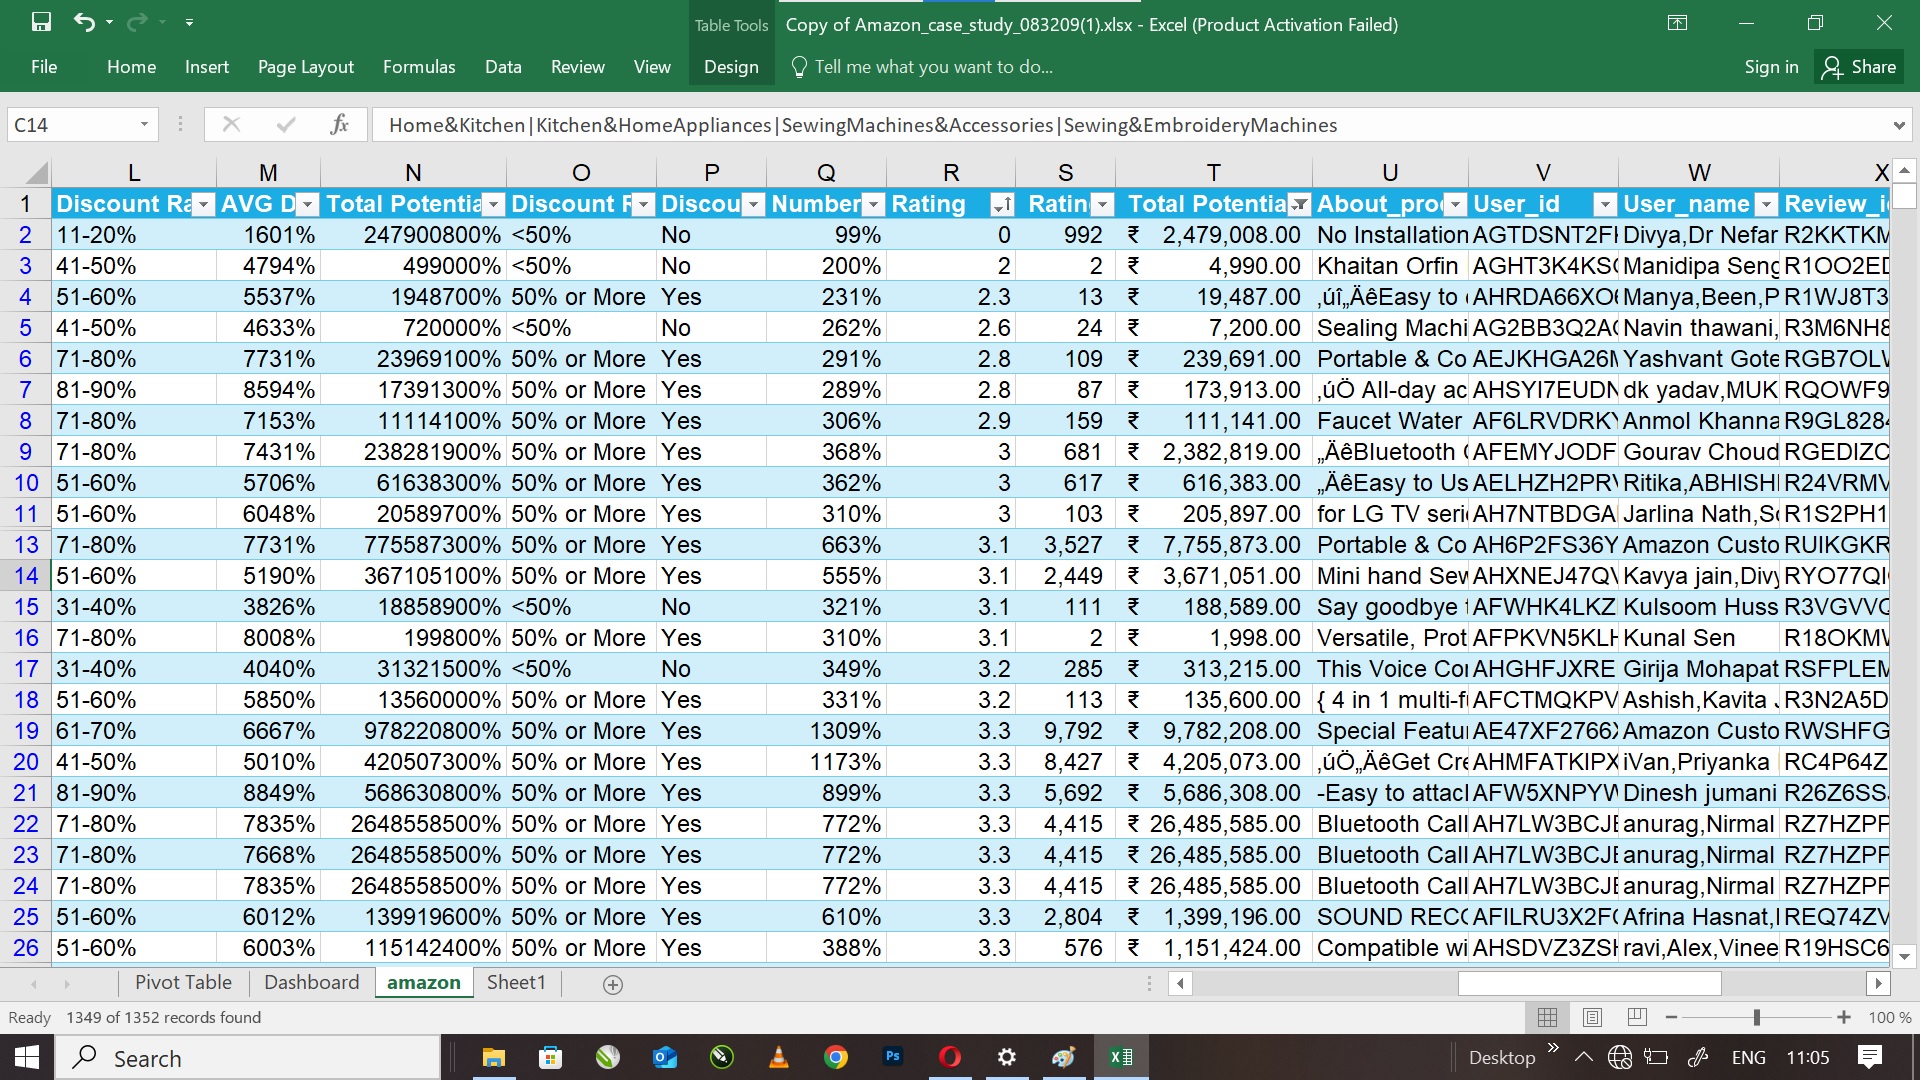 Table Tools
Copy of Amazon_case_study_083209(1).xlsx - Excel (Product Activation Failed)
File Home Insert Page Layout Formulas Data Review View Design Tell me what you want to do... Sign in Share
C14 fx Home&Kitchen|Kitchen&HomeAppliances|SewingMachines&Accessories|Sewing&EmbroideryMachines
L M N O P Q R S T U V W X
1 Discount Ra AVG D Total Potentia Discount Discou Number Rating Ratin Total Potentia About_pro User_id User_name Review_i
2 11-20% 1601% 247900800% <50% No 99% 0 992 ₹ 2,479,008.00 No Installation AGTDSNT2F Divya,Dr Nefar R2KKTKM
3 41-50% 4794% 499000% <50% No 200% 2 2 ₹ 4,990.00 Khaitan Orfin AGHT3K4KS Manidipa Seng R1OO2ED
4 51-60% 5537% 1948700% 50% or More Yes 231% 2.3 13 ₹ 19,487.00 ‚úî„ÄêEasy to AHRDA66XO Manya,Been,P R1WJ8T3
5 41-50% 4633% 720000% <50% No 262% 2.6 24 ₹ 7,200.00 Sealing Machi AG2BB3Q2A Navin thawani, R3M6NH8
6 71-80% 7731% 23969100% 50% or More Yes 291% 2.8 109 ₹ 239,691.00 Portable & Co AEJKHGA26 Yashvant Gote RGB7OL
7 81-90% 8594% 17391300% 50% or More Yes 289% 2.8 87 ₹ 173,913.00 ‚úÖ All-day ac AHSYI7EUDN dk yadav,MUK RQOWF9
8 71-80% 7153% 11114100% 50% or More Yes 306% 2.9 159 ₹ 111,141.00 Faucet Water AF6LRVDRKY Anmol Khanna R9GL828
9 71-80% 7431% 238281900% 50% or More Yes 368% 3 681 ₹ 2,382,819.00 „ÄêBluetooth AFEMYJODF Gourav Choud RGEDIZC
10 51-60% 5706% 61638300% 50% or More Yes 362% 3 617 ₹ 616,383.00 „ÄêEasy to Us AELHZH2PRV Ritika,ABHISH R24VRMV
11 51-60% 6048% 20589700% 50% or More Yes 310% 3 103 ₹ 205,897.00 for LG TV seri AH7NTBDGA Jarlina Nath,S R1S2PH1
13 71-80% 7731% 775587300% 50% or More Yes 663% 3.1 3,527 ₹ 7,755,873.00 Portable & Co AH6P2FS36Y Amazon Custo RUIKGKR
14 51-60% 5190% 367105100% 50% or More Yes 555% 3.1 2,449 ₹ 3,671,051.00 Mini hand Sew AHXNEJ47Q Kavya jain,Divy RYO77QI
15 31-40% 3826% 18858900% <50% No 321% 3.1 111 ₹ 188,589.00 Say goodbye AFWHK4LKZ Kulsoom Huss R3VGVV
16 71-80% 8008% 199800% 50% or More Yes 310% 3.1 2 ₹ 1,998.00 Versatile, Prot AFPKVN5KLH Kunal Sen R18OKM
17 31-40% 4040% 31321500% <50% No 349% 3.2 285 ₹ 313,215.00 This Voice Cor AHGHFJXRE Girija Mohapat RSFPLEM
18 51-60% 5850% 13560000% 50% or More Yes 331% 3.2 113 ₹ 135,600.00 { 4 in 1 multi-f AFCTMQKPV Ashish,Kavita R3N2A5D
19 61-70% 6667% 978220800% 50% or More Yes 1309% 3.3 9,792 ₹ 9,782,208.00 Special Featu AE47XF2766 Amazon Custo RWSHFG
20 41-50% 5010% 420507300% 50% or More Yes 1173% 3.3 8,427 ₹ 4,205,073.00 ‚úÖ„ÄêGet Cre AHMFATKIPX iVan,Priyanka RC4P64Z
21 81-90% 8849% 568630800% 50% or More Yes 899% 3.3 5,692 ₹ 5,686,308.00 -Easy to attacl AFW5XNPYW Dinesh jumani R26Z6SS
22 71-80% 7835% 2648558500% 50% or More Yes 772% 3.3 4,415 ₹ 26,485,585.00 Bluetooth Call AH7LW3BCJ anurag,Nirmal RZ7HZPP
23 71-80% 7668% 2648558500% 50% or More Yes 772% 3.3 4,415 ₹ 26,485,585.00 Bluetooth Call AH7LW3BCJ anurag,Nirmal RZ7HZPP
24 71-80% 7835% 2648558500% 50% or More Yes 772% 3.3 4,415 ₹ 26,485,585.00 Bluetooth Call AH7LW3BCJ anurag,Nirmal RZ7HZPP
25 51-60% 6012% 139919600% 50% or More Yes 610% 3.3 2,804 ₹ 1,399,196.00 SOUND REC AFILRU3X2F Afrina Hasnat, REQ74ZV
26 51-60% 6003% 115142400% 50% or More Yes 388% 3.3 576 ₹ 1,151,424.00 Compatible wi AHSDVZ3ZS ravi,Alex,Vinee R19HSC6
Pivot Table Dashboard amazon Sheet1
Ready 1349 of 1352 records found 100 %
Search Ps Desktop ENG 11:05